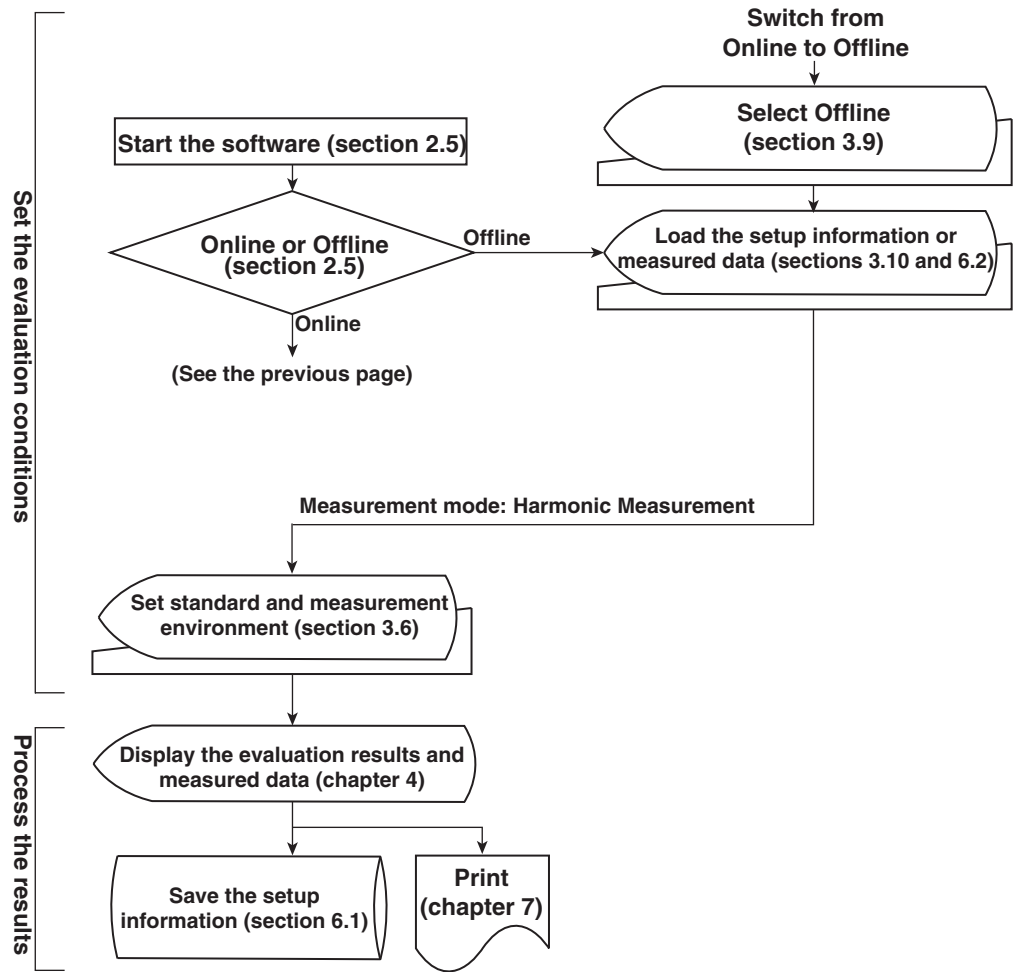 Switch from
Online to Offline
Select Offline
(section 3.9)
Start the software (section 2.5)
Online or Offline
(section 2.5)
Offline
Load the setup information or
measured data (sections 3.10 and 6.2)
Online
(See the previous page)
Set the evaluation conditions
Measurement mode: Harmonic Measurement
Set standard and measurement
environment (section 3.6)
Display the evaluation results and
measured data (chapter 4)
Process the results
Save the setup
information (section 6.1)
Print
(chapter 7)